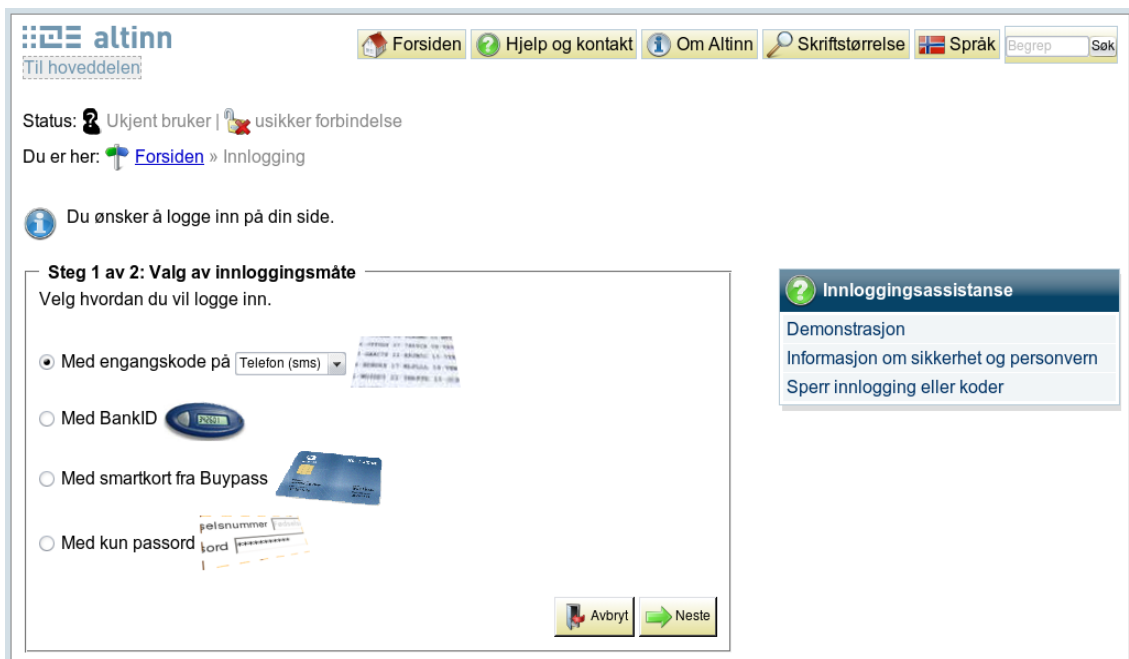 altinn
Til hoveddelen
Forsiden Hjelp og kontakt Om Altinn Skriftstørrelse Språk Begrep Søk
Status: Ukjent bruker | usikker forbindelse
Du er her: Forsiden » Innlogging
Du ønsker å logge inn på din side.
Steg 1 av 2: Valg av innloggingsmåte
Velg hvordan du vil logge inn.
Med engangskode på Telefon (sms)
Med BankID
Med smartkort fra Buypass
Med kun passord
selsnummer
ord ***********
Avbryt Neste
Innloggingsassistanse
Demonstrasjon
Informasjon om sikkerhet og personvern
Sperr innlogging eller koder